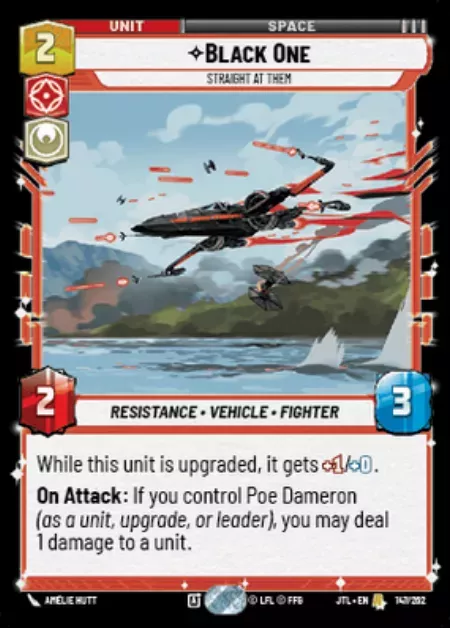 UNIT SPACE
2 ✧BLACK ONE
STRAIGHT AT THEM
2 3
RESISTANCE • VEHICLE • FIGHTER
While this unit is upgraded, it gets +1/+0.
On Attack: If you control Poe Dameron
(as a unit, upgrade, or leader), you may deal
1 damage to a unit.
AMÉLIE HUTT A © LFL © FFG JTL • EN 147/262